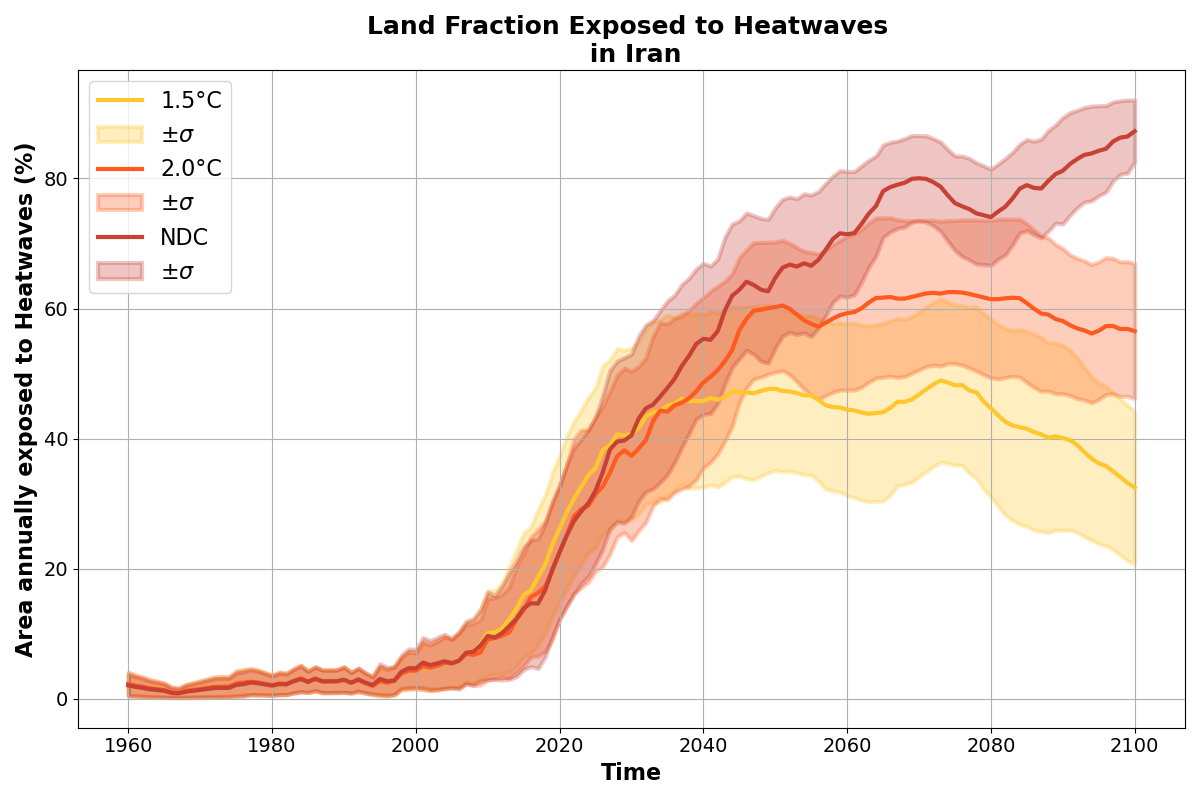 Land Fraction Exposed to Heatwaves
in Iran
1.5°C
±σ
2.0°C
±σ
NDC
±σ
Area annually exposed to Heatwaves (%)
80
60
40
20
0
1960 1980 2000 2020 2040 2060 2080 2100
Time